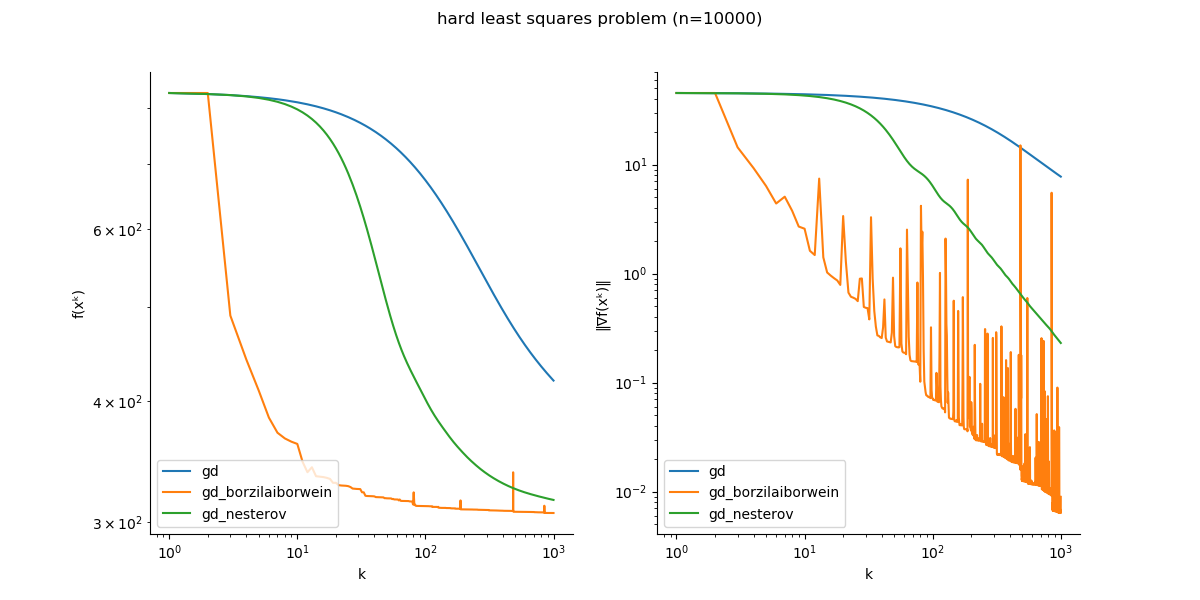 hard least squares problem (n=10000)
f(xᵏ)
6 × 10²
4 × 10²
3 × 10²
gd
gd_borzilaiborwein
gd_nesterov
10⁰
10¹
10²
10³
k
‖∇f(xᵏ)‖
10¹
10⁰
10⁻¹
10⁻²
gd
gd_borzilaiborwein
gd_nesterov
10⁰
10¹
10²
10³
k